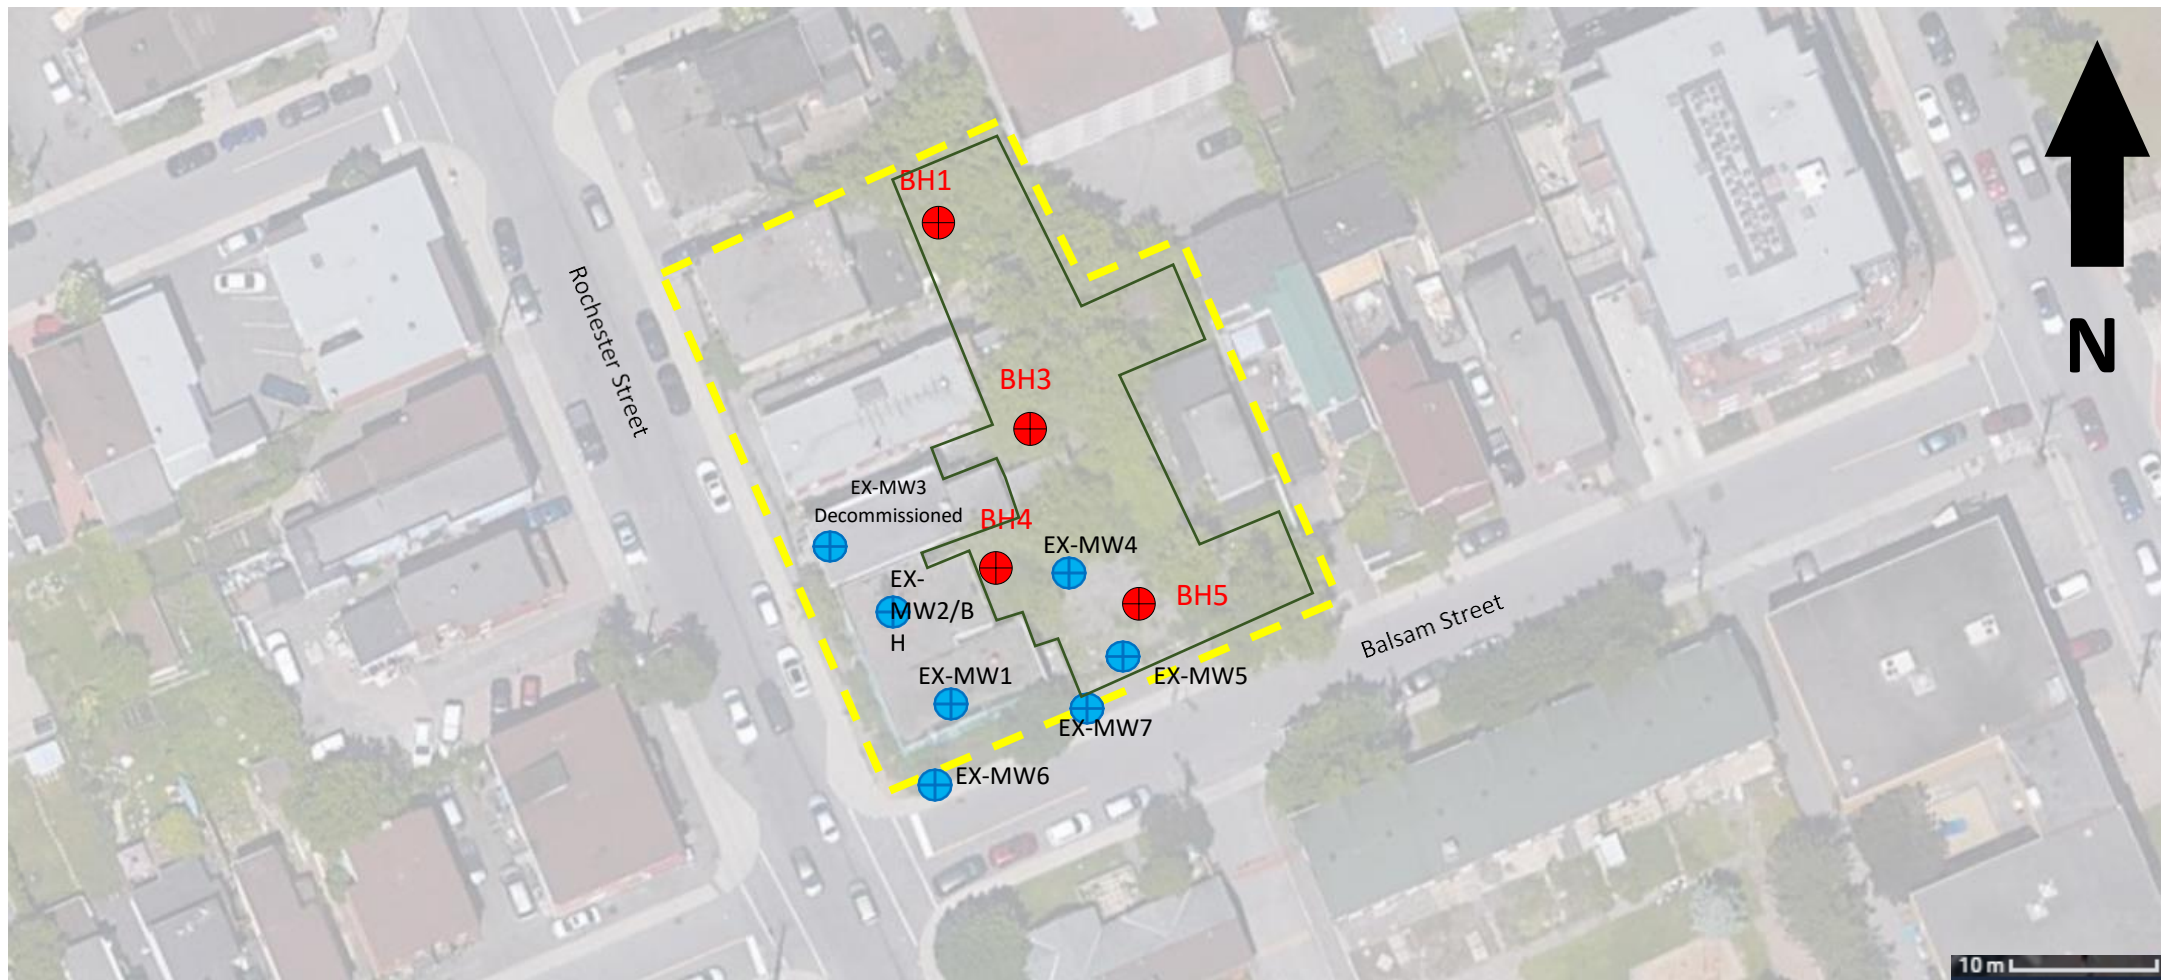 BH1
N
Rochester Street
BH3
EX-MW3
Decommissioned
BH4
EX-MW4
EX-
MW2/B
H
BH5
Balsam Street
EX-MW1
EX-MW5
EX-MW7
EX-MW6
10 m